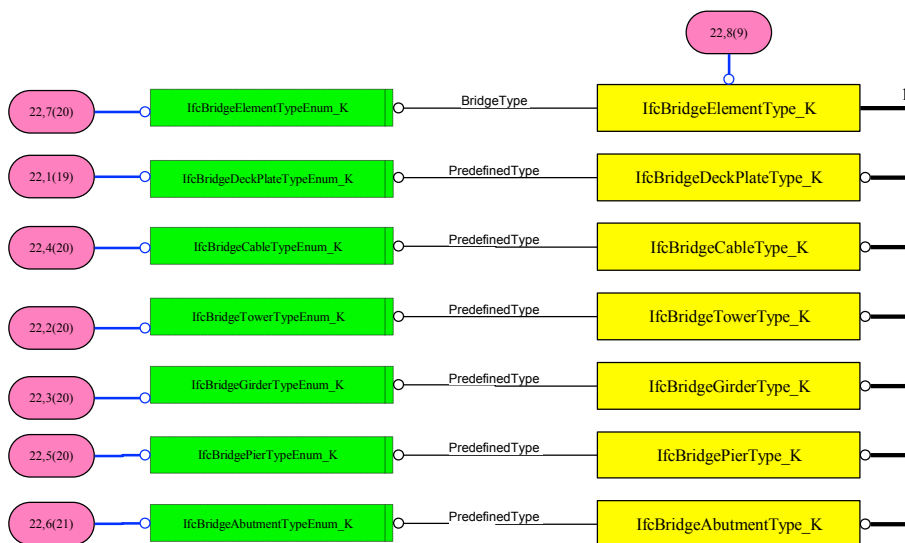 22,8(9)
22,7(20) IfcBridgeElementTypeEnum_K BridgeType IfcBridgeElementType_K
22,1(19) IfcBridgeDeckPlateTypeEnum_K PredefinedType IfcBridgeDeckPlateType_K
22,4(20) IfcBridgeCableTypeEnum_K PredefinedType IfcBridgeCableType_K
22,2(20) IfcBridgeTowerTypeEnum_K PredefinedType IfcBridgeTowerType_K
22,3(20) IfcBridgeGirderTypeEnum_K PredefinedType IfcBridgeGirderType_K
22,5(20) IfcBridgePierTypeEnum_K PredefinedType IfcBridgePierType_K
22,6(21) IfcBridgeAbutmentTypeEnum_K PredefinedType IfcBridgeAbutmentType_K